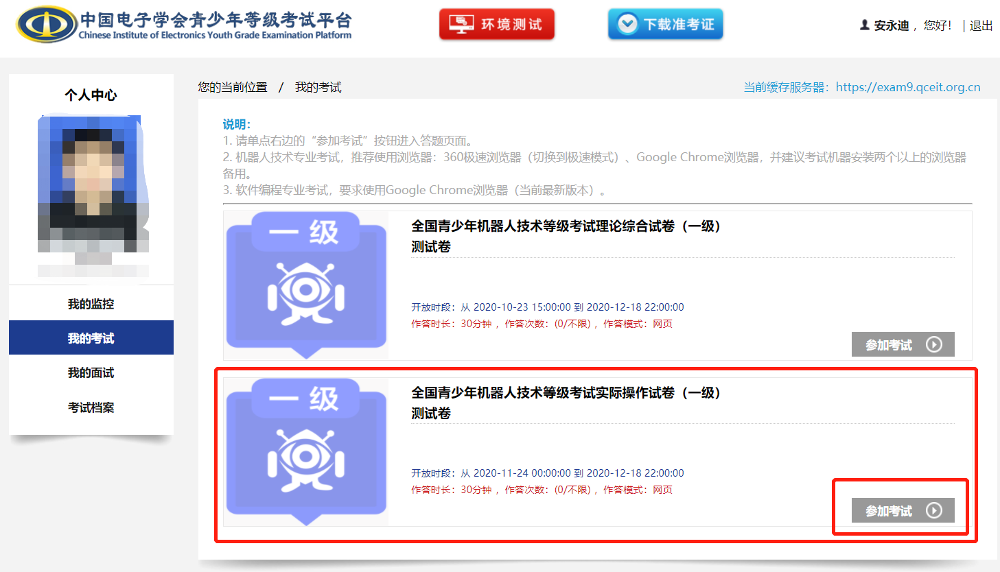 中国电子学会青少年等级考试平台
Chinese Institute of Electronics Youth Grade Examination Platform
环境测试
下载准考证
安永迪 ，您好！ | 退出
个人中心
我的监控
我的考试
我的面试
考试档案
您的当前位置 / 我的考试
当前缓存服务器：https://exam9.qceit.org.cn
说明：
1. 请单点右边的“参加考试”按钮进入答题页面。
2. 机器人技术专业考试，推荐使用浏览器：360极速浏览器（切换到极速模式）、Google Chrome浏览器，并建议考试机器安装两个以上的浏览器
备用。
3. 软件编程专业考试，要求使用Google Chrome浏览器（当前最新版本）。
一 级
全国青少年机器人技术等级考试理论综合试卷（一级）
测试卷
开放时段：从 2020-10-23 15:00:00 到 2020-12-18 22:00:00
作答时长：30分钟 ，作答次数：(0/不限) ，作答模式：网页
参加考试
一 级
全国青少年机器人技术等级考试实际操作试卷（一级）
测试卷
开放时段：从 2020-11-24 00:00:00 到 2020-12-18 22:00:00
作答时长：30分钟 ，作答次数：(0/不限) ，作答模式：网页
参加考试